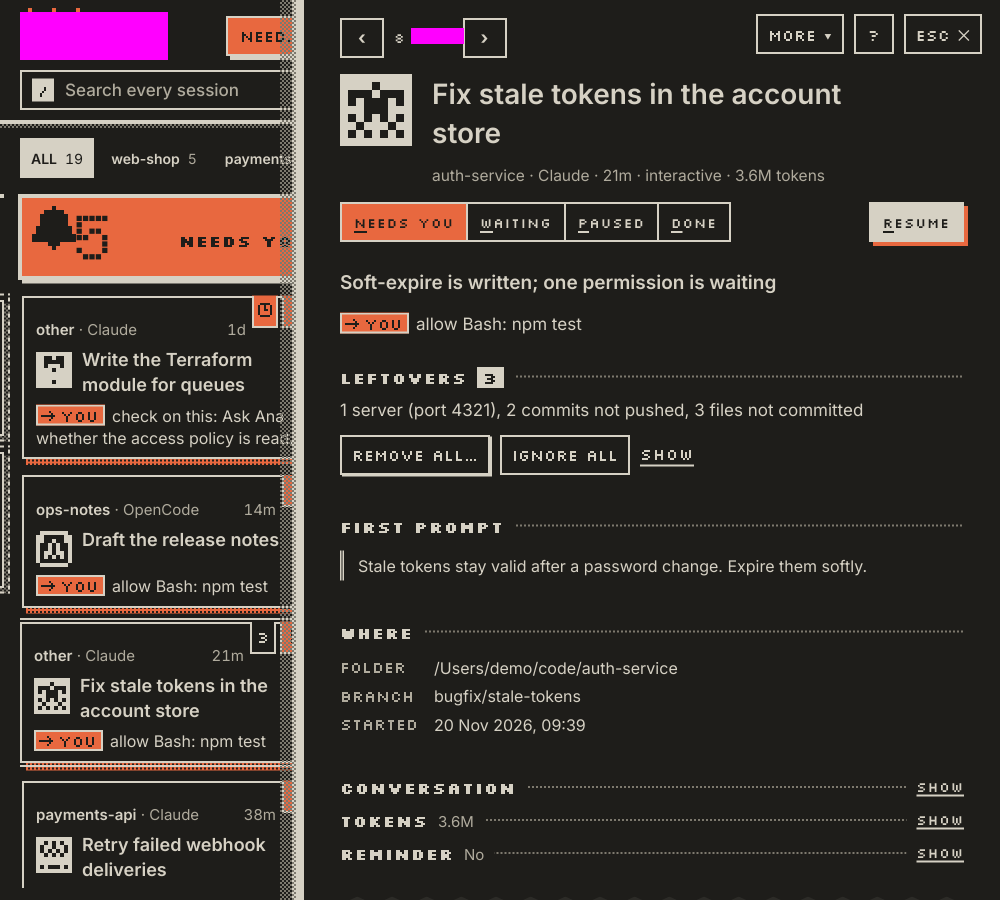 NEED.
/ Search every session
ALL 19 web-shop 5 payments
5 NEEDS YO
other · Claude 1d
Write the Terraform
module for queues
→ YOU check on this: Ask Ana
whether the access policy is read
ops-notes · OpenCode 14m
Draft the release notes
→ YOU allow Bash: npm test
3
other · Claude 21m
Fix stale tokens in the
account store
→ YOU allow Bash: npm test
payments-api · Claude 38m
Retry failed webhook
deliveries
‹ 8 ›
MORE ▾ ? ESC ×
Fix stale tokens in the account
store
auth-service · Claude · 21m · interactive · 3.6M tokens
NEEDS YOU WAITING PAUSED DONE RESUME
Soft-expire is written; one permission is waiting
→ YOU allow Bash: npm test
LEFTOVERS 3
1 server (port 4321), 2 commits not pushed, 3 files not committed
REMOVE ALL… IGNORE ALL SHOW
FIRST PROMPT
Stale tokens stay valid after a password change. Expire them softly.
WHERE
FOLDER /Users/demo/code/auth-service
BRANCH bugfix/stale-tokens
STARTED 20 Nov 2026, 09:39
CONVERSATION SHOW
TOKENS 3.6M SHOW
REMINDER No SHOW